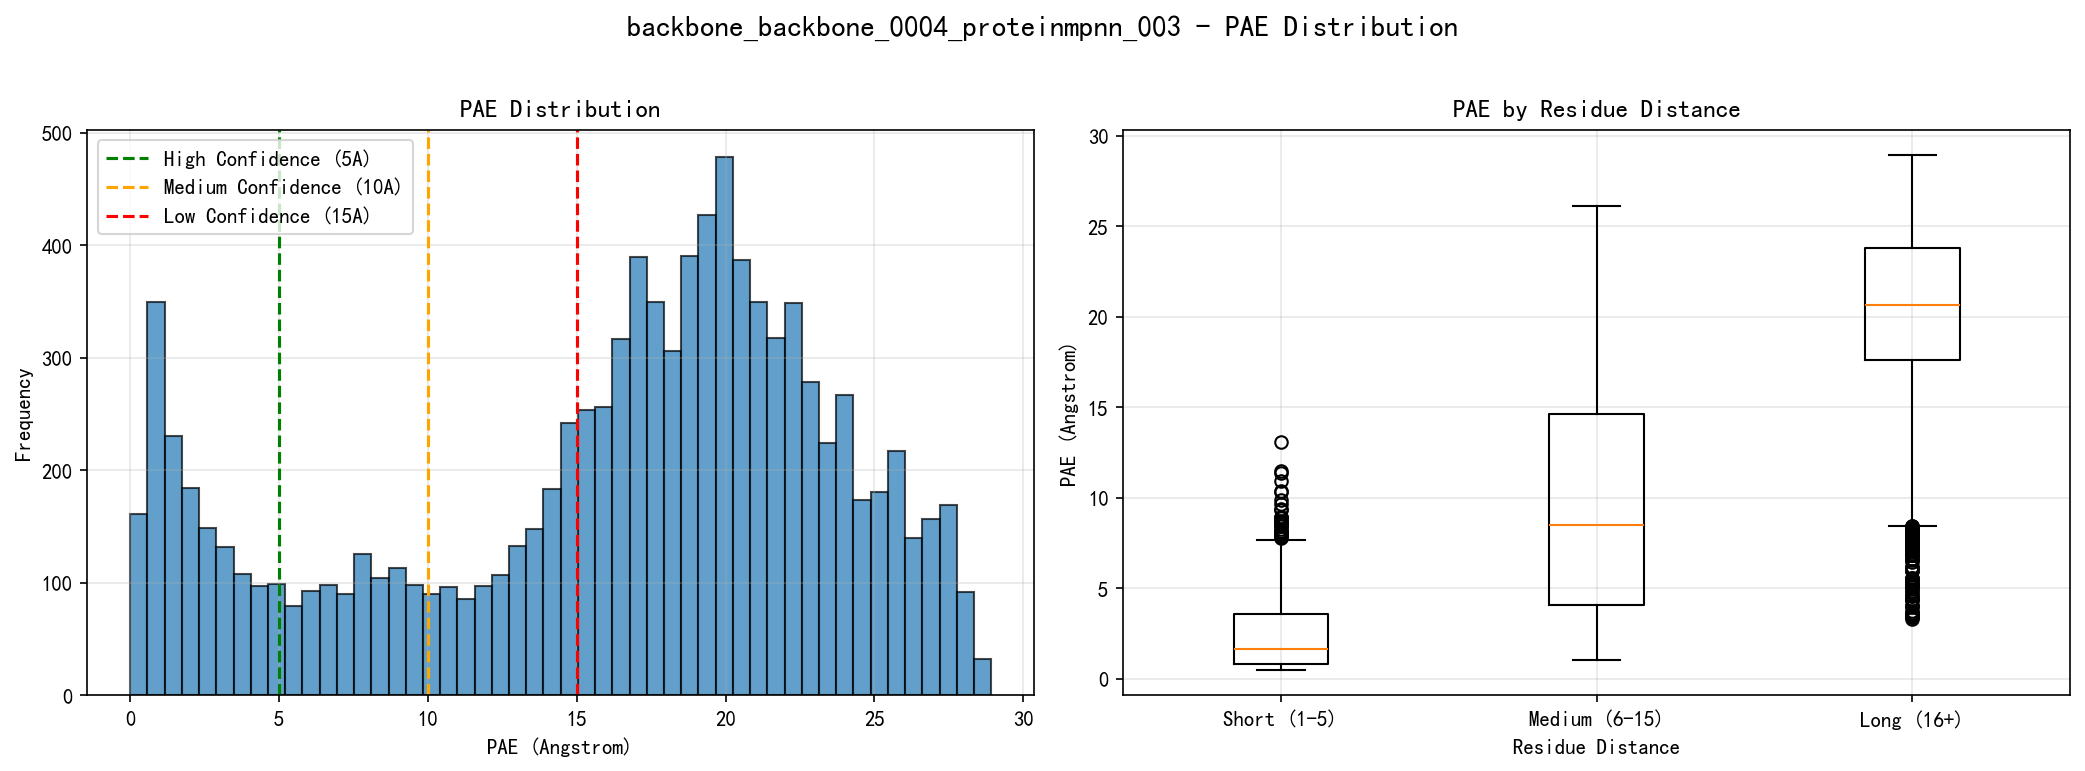 backbone_backbone_0004_proteinmpnn_003 - PAE Distribution
PAE Distribution
500
400
300
200
100
0
Frequency
High Confidence (5A)
Medium Confidence (10A)
Low Confidence (15A)
0 5 10 15 20 25 30
PAE (Angstrom)
PAE by Residue Distance
30
25
20
15
10
5
0
PAE (Angstrom)
Short (1-5) Medium (6-15) Long (16+)
Residue Distance